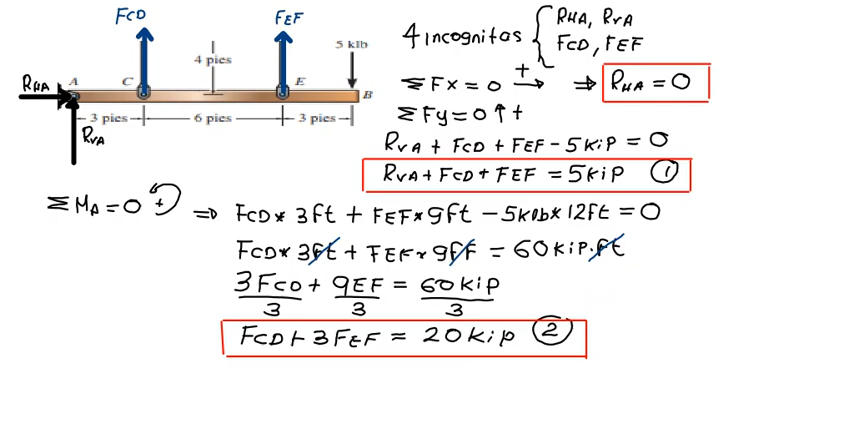 FCD
FEF
5 klb
4 pies
RHA
A
C
E
B
3 pies
6 pies
3 pies
RVA
4 incognitas
RHA, RVA
FCD, FEF
ΣFx = 0 + → ⇒ RHA = 0
ΣFy = 0 ↑ +
RVA + FCD + FEF - 5KiP = 0
RVA + FCD + FEF = 5KiP 1
ΣMA = 0 + ⇒ FCD * 3ft + FEF * 9ft - 5Klb * 12ft = 0
FCD * 3ft + FEF * 9ft = 60KiP.ft
3FCD + 9EF = 60KiP
3 3 3
FCD + 3FEF = 20KiP 2